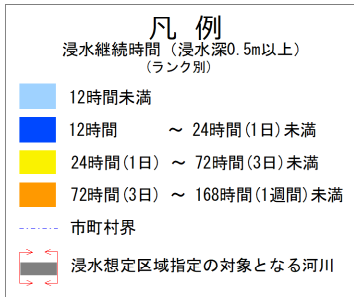 凡 例
浸水継続時間（浸水深0.5m以上）
(ランク別)
12時間未満
12時間 ～ 24時間(1日)未満
24時間(1日) ～ 72時間(3日)未満
72時間(3日) ～ 168時間(1週間)未満
市町村界
浸水想定区域指定の対象となる河川